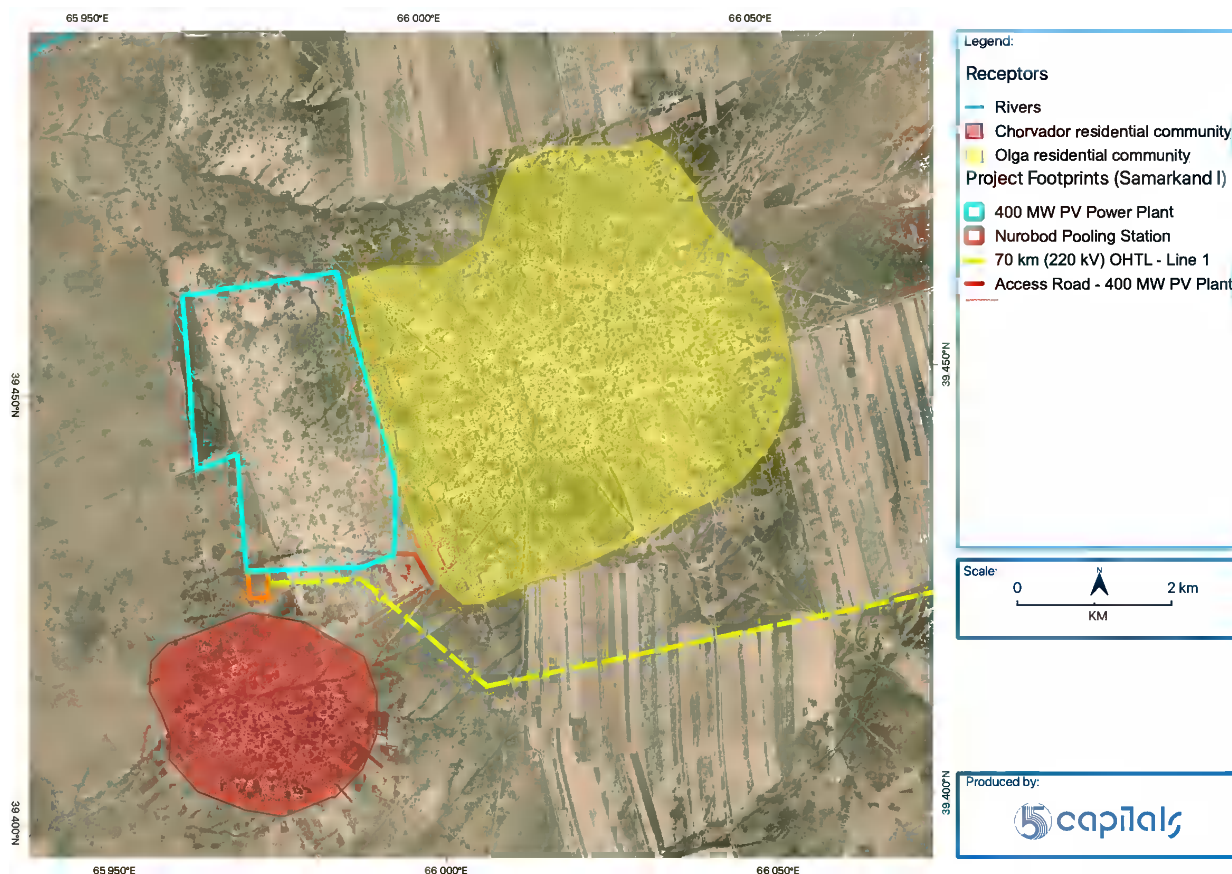 65 950°E 66 000°E 66 050°E
Legend:
Receptors
Rivers
Chorvador residential community
Olga residential community
Project Footprints (Samarkand I)
400 MW PV Power Plant
Nurobod Pooling Station
70 km (220 kV) OHTL - Line 1
Access Road - 400 MW PV Plant
39 450°N
39 450°N
Scale:
N
0 2 km
KM
39 400°N
39 400°N
Produced by:
5 capitals
65 950°E 66 000°E 66 050°E